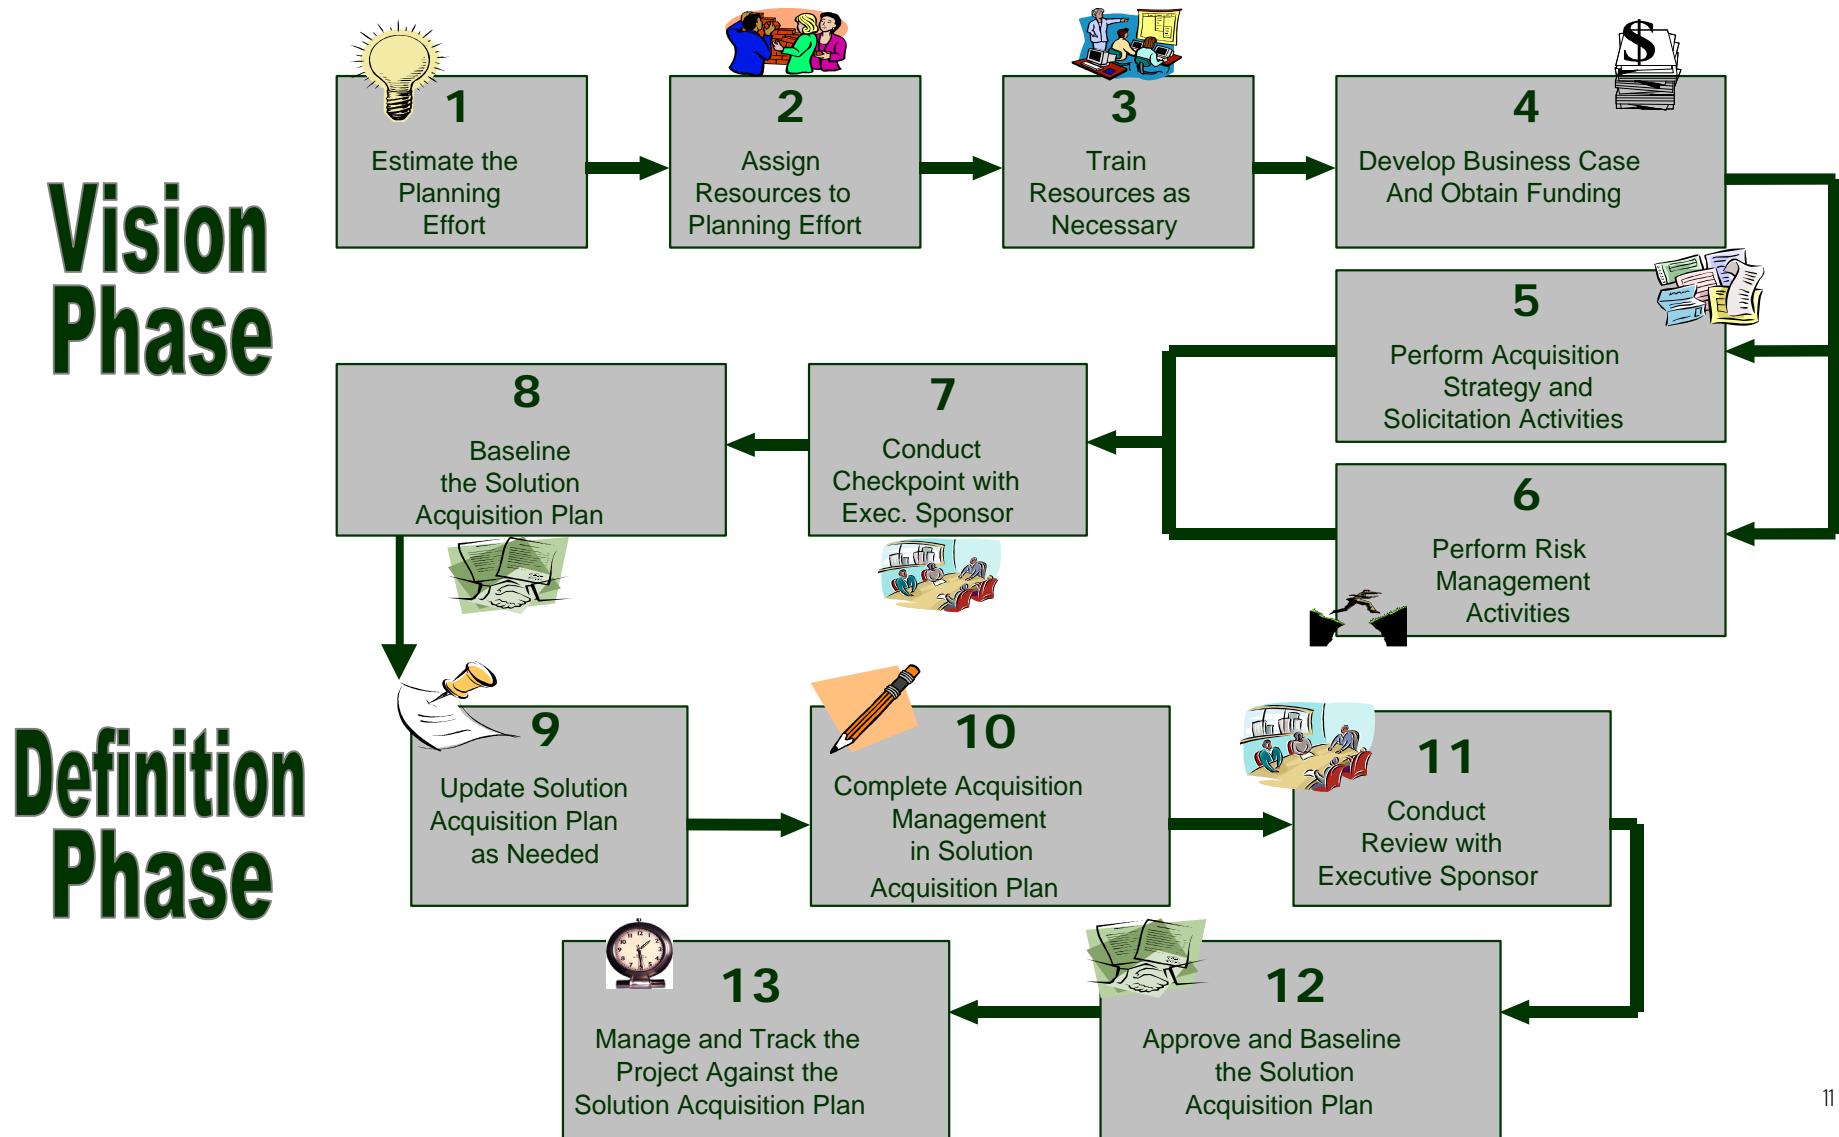 Vision
Phase
1
Estimate the
Planning
Effort
2
Assign
Resources to
Planning Effort
3
Train
Resources as
Necessary
$
4
Develop Business Case
And Obtain Funding
5
Perform Acquisition
Strategy and
Solicitation Activities
6
Perform Risk
Management
Activities
7
Conduct
Checkpoint with
Exec. Sponsor
8
Baseline
the Solution
Acquisition Plan
Definition
Phase
9
Update Solution
Acquisition Plan
as Needed
10
Complete Acquisition
Management
in Solution
Acquisition Plan
11
Conduct
Review with
Executive Sponsor
12
Approve and Baseline
the Solution
Acquisition Plan
13
Manage and Track the
Project Against the
Solution Acquisition Plan
11